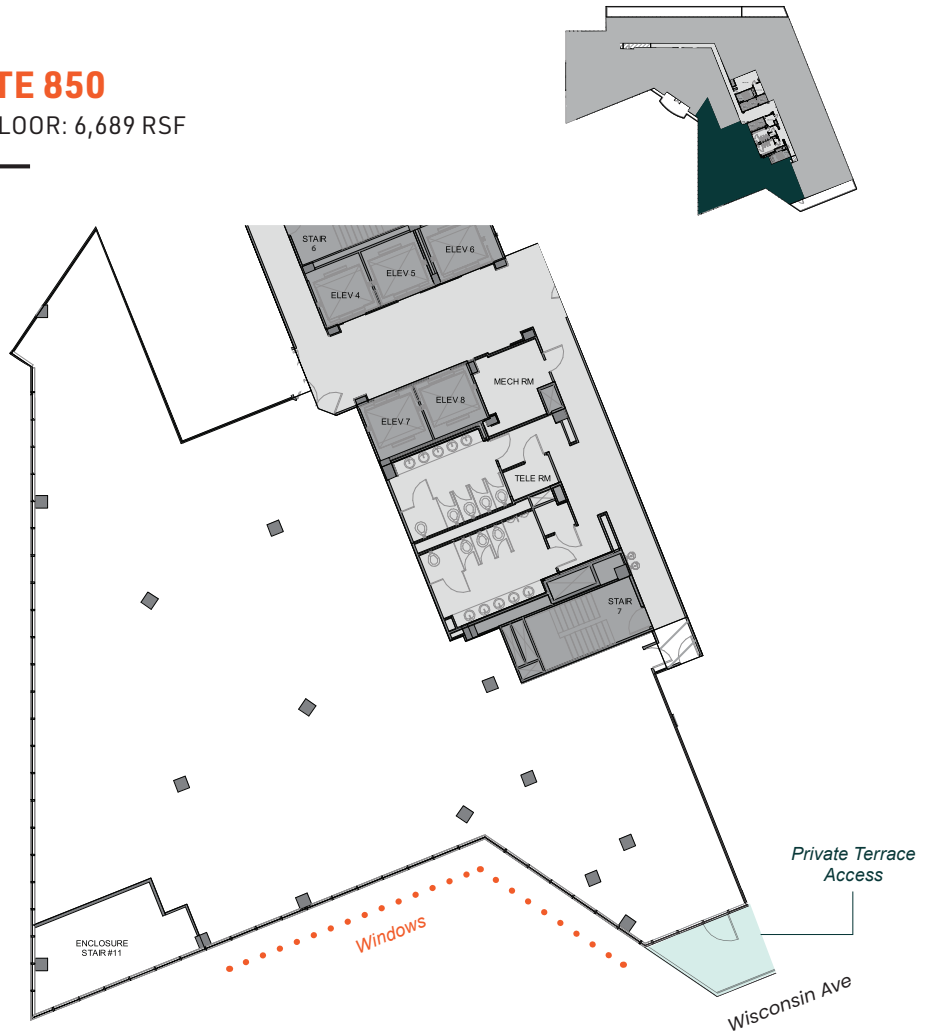 TE 850
LOOR: 6,689 RSF
STAIR
6
ELEV 6
ELEV 5
ELEV 4
MECH RM
ELEV 8
ELEV 7
TELE RM
STAIR
7
Private Terrace
Access
Windows
ENCLOSURE
STAIR #11
Wisconsin Ave